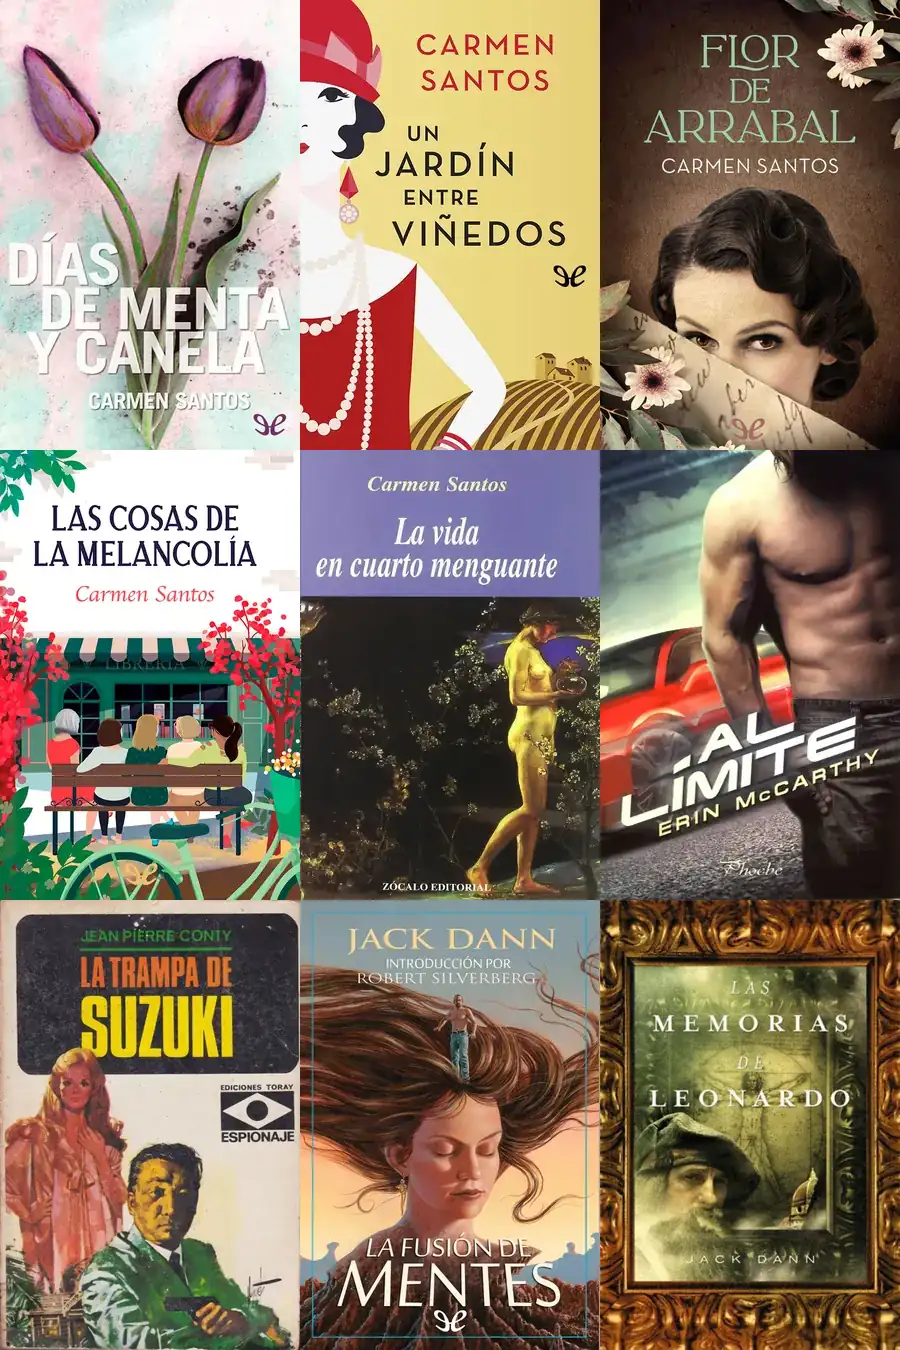 DÍAS
DE MENTA
Y CANELA
CARMEN SANTOS
CARMEN
SANTOS
UN
JARDÍN
ENTRE
VIÑEDOS
FLOR
DE
ARRABAL
CARMEN SANTOS
LAS COSAS DE
LA MELANCOLÍA
Carmen Santos
LIBRERÍA
Carmen Santos
La vida
en cuarto menguante
ZÓCALO EDITORIAL
AL
LÍMITE
ERIN McCARTHY
Phoebe
JEAN PIERRE CONTY
LA TRAMPA DE
SUZUKI
EDICIONES TORAY
ESPIONAJE
JACK DANN
INTRODUCCIÓN POR
ROBERT SILVERBERG
LA FUSIÓN DE
MENTES
LAS
MEMORIAS
DE
LEONARDO
JACK DANN